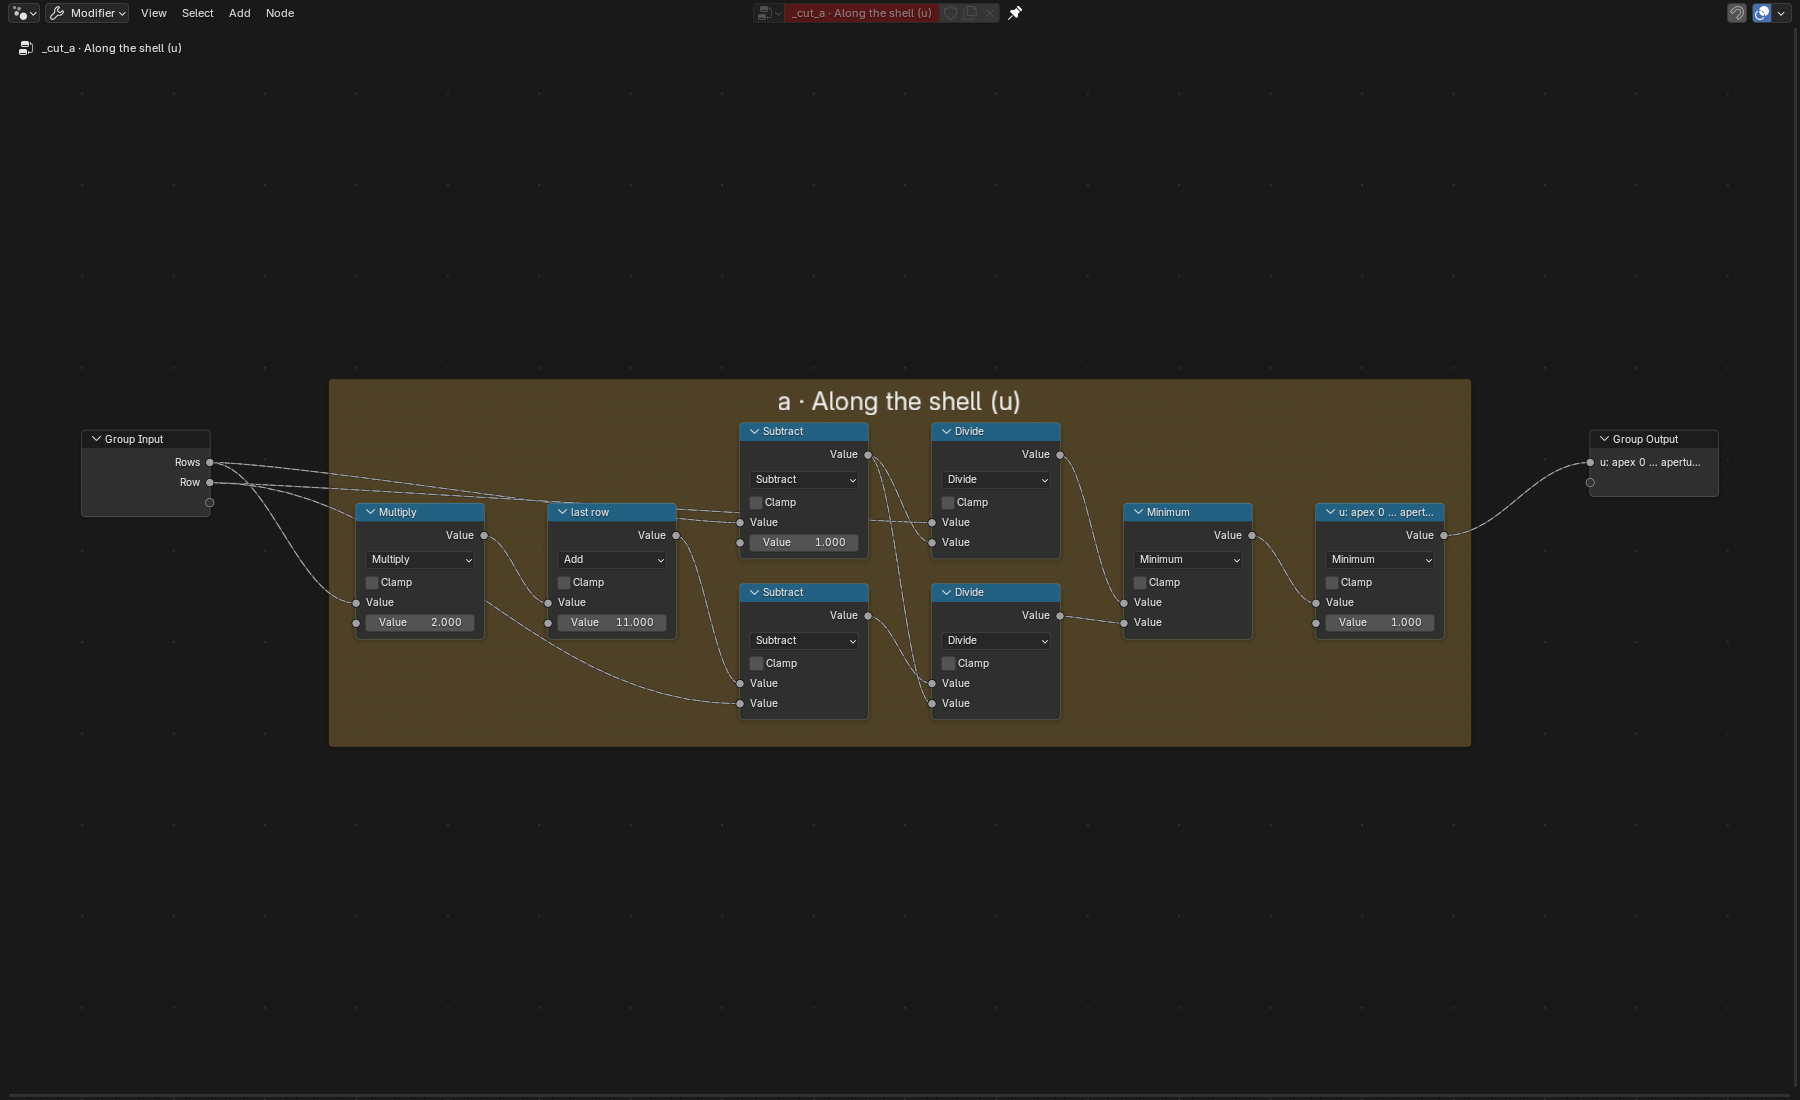 Modifier View Select Add Node _cut_a · Along the shell (u)
_cut_a · Along the shell (u)
a · Along the shell (u)
Group Input
Rows
Row
Multiply
Value
Multiply
Clamp
Value
Value 2.000
last row
Value
Add
Clamp
Value
Value 11.000
Subtract
Value
Subtract
Clamp
Value
Value 1.000
Subtract
Value
Subtract
Clamp
Value
Value
Divide
Value
Divide
Clamp
Value
Value
Divide
Value
Divide
Clamp
Value
Value
Minimum
Value
Minimum
Clamp
Value
Value
u: apex 0 ... apert...
Value
Minimum
Clamp
Value
Value 1.000
Group Output
u: apex 0 ... apertu...